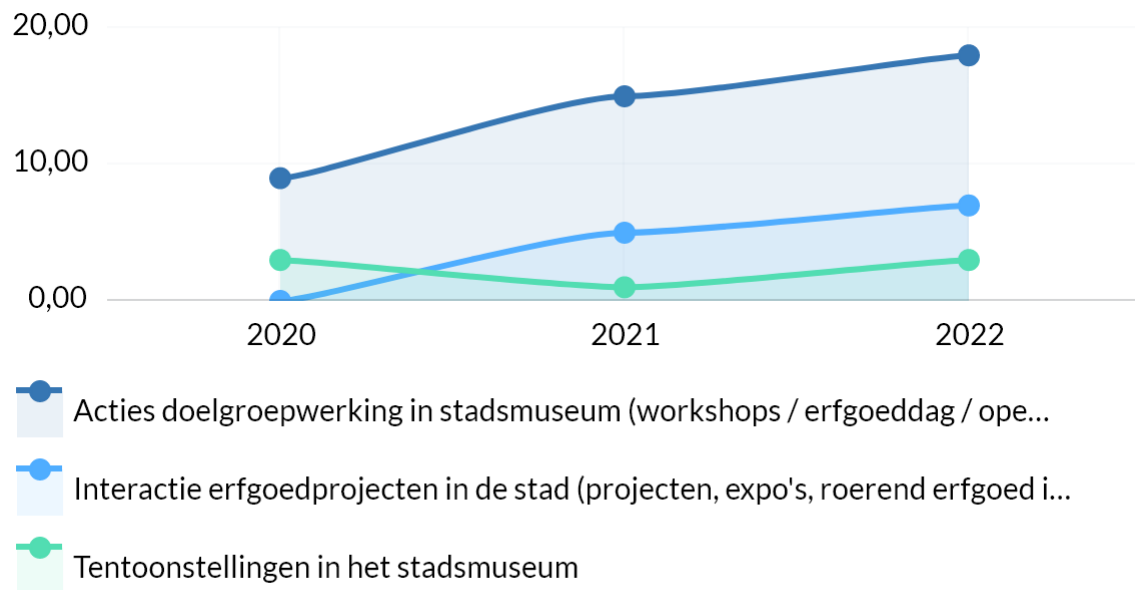 20,00
10,00
0,00
2020 2021 2022
Acties doelgroepwerking in stadsmuseum (workshops / erfgoeddag / ope...
Interactie erfgoedprojecten in de stad (projecten, expo's, roerend erfgoed i...
Tentoonstellingen in het stadsmuseum